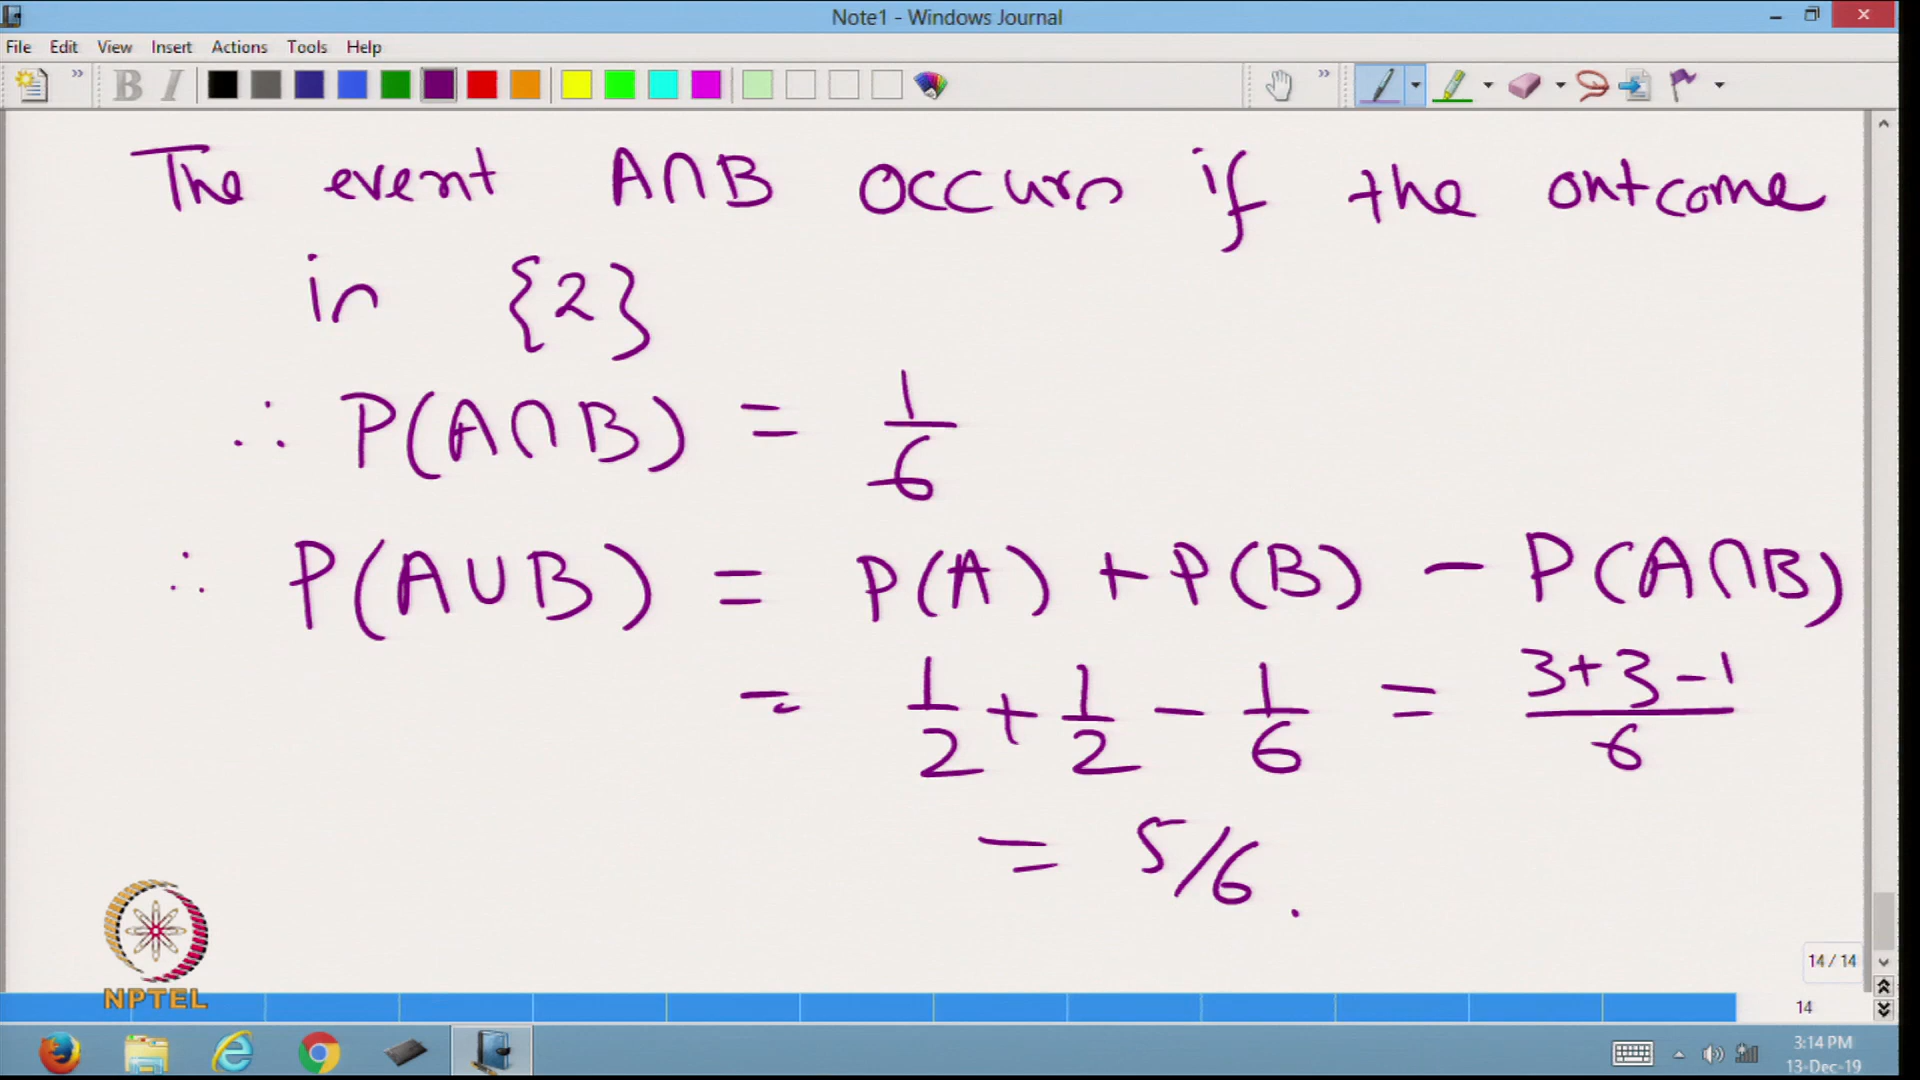 Note1 - Windows Journal
File Edit View Insert Actions Tools Help
B I
The event A∩B occurs if the outcome
in {2}
∴ P(A∩B) = 1/6
∴ P(A∪B) = P(A) + P(B) - P(A∩B)
= 1/2 + 1/2 - 1/6 = (3+3-1)/6
= 5/6.
NPTEL
14 / 14
14
3:14 PM
13-Dec-19